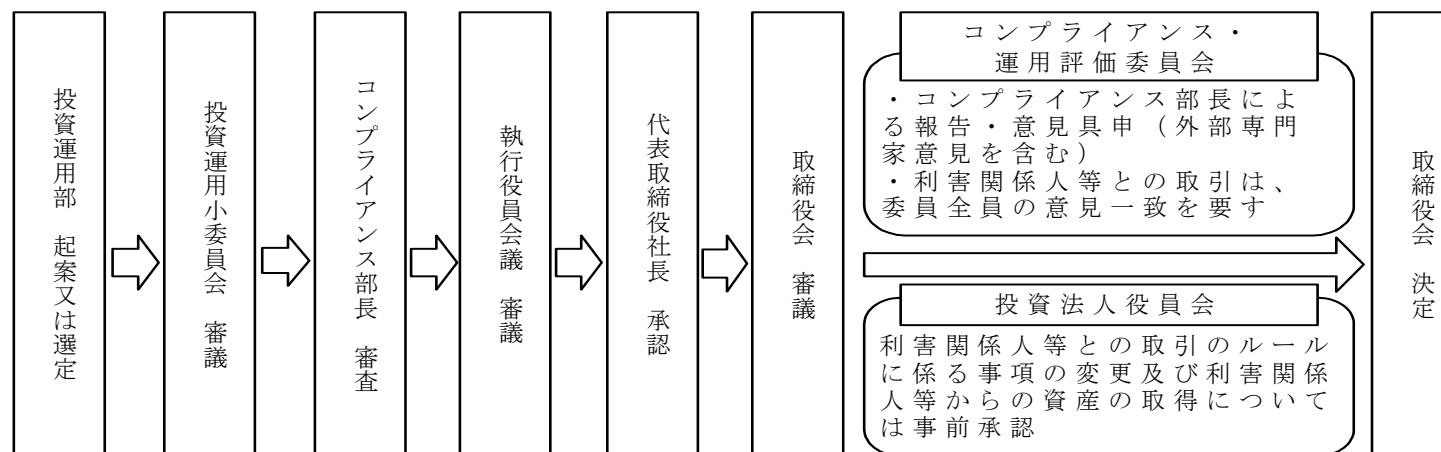 投資運用部　起案又は選定
投資運用小委員会　審議
コンプライアンス部長　審査
執行役員会議　審議
代表取締役社長　承認
取締役会　審議
コンプライアンス・
運用評価委員会
・コンプライアンス部長によ
る報告・意見具申（外部専門
家意見を含む）
・利害関係人等との取引は、
委員全員の意見一致を要す
投資法人役員会
利害関係人等との取引のルール
に係る事項の変更及び利害関係
人等からの資産の取得について
は事前承認
取締役会　決定